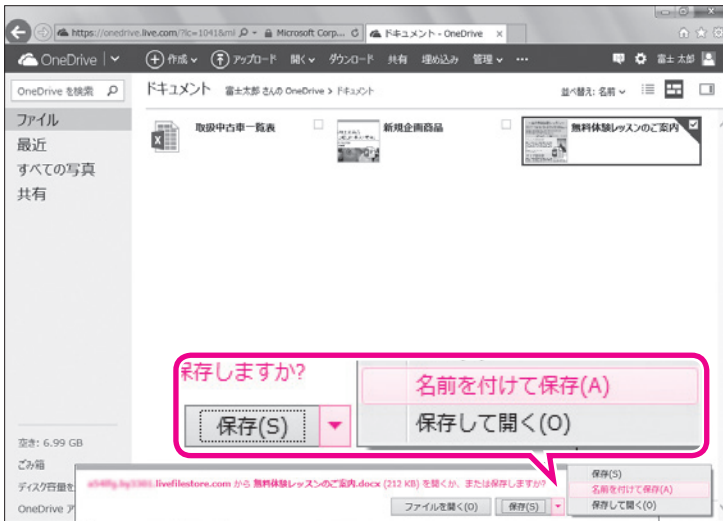 https://onedrive.live.com/?lc=1041&mi
Microsoft Corp...
ドキュメント - OneDrive
OneDrive
作成
アップロード
開く
ダウンロード
共有
埋め込み
管理
富士 太郎
OneDrive を検索
ドキュメント
富士太郎 さんの OneDrive > ドキュメント
並べ替え: 名前
ファイル
最近
すべての写真
共有
取扱中古車一覧表
新規企画商品
無料体験レッスンのご案内
保存しますか?
保存(S)
名前を付けて保存(A)
保存して開く(O)
空き: 6.99 GB
ごみ箱
ディスク容量を
OneDrive ア
.livefilestore.com から 無料体験レッスンのご案内.docx (212 KB) を開くか、または保存しますか?
ファイルを開く(O)
保存(S)
保存(S)
名前を付けて保存(A)
保存して開く(O)